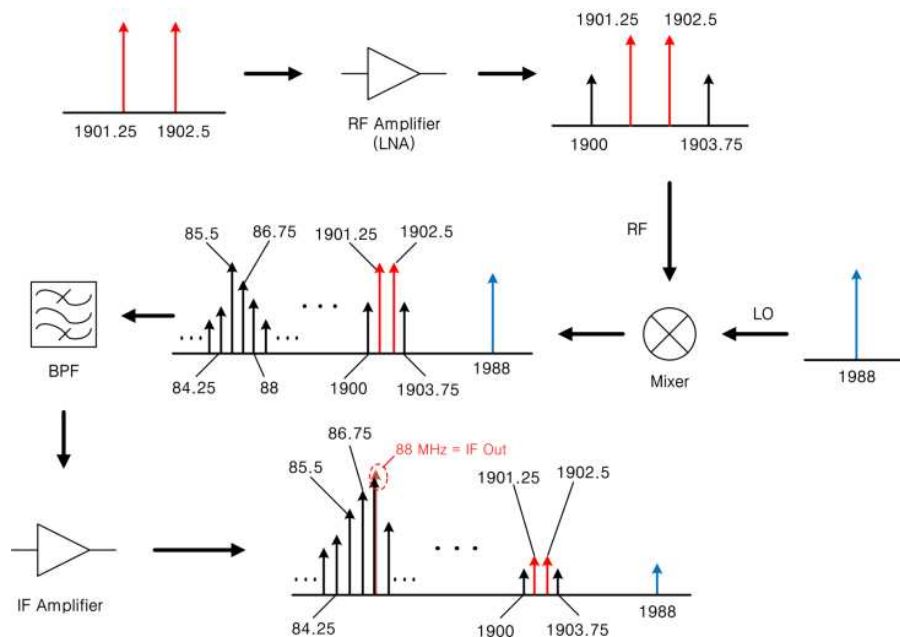 1901.25 1902.5
RF Amplifier
(LNA)
1901.25 1902.5
1900 1903.75
RF
85.5 86.75 1901.25 1902.5
84.25 88 1900 1903.75 1988
BPF
Mixer
LO
1988
86.75
88 MHz = IF Out
85.5
1901.25 1902.5
84.25 1900 1903.75 1988
IF Amplifier